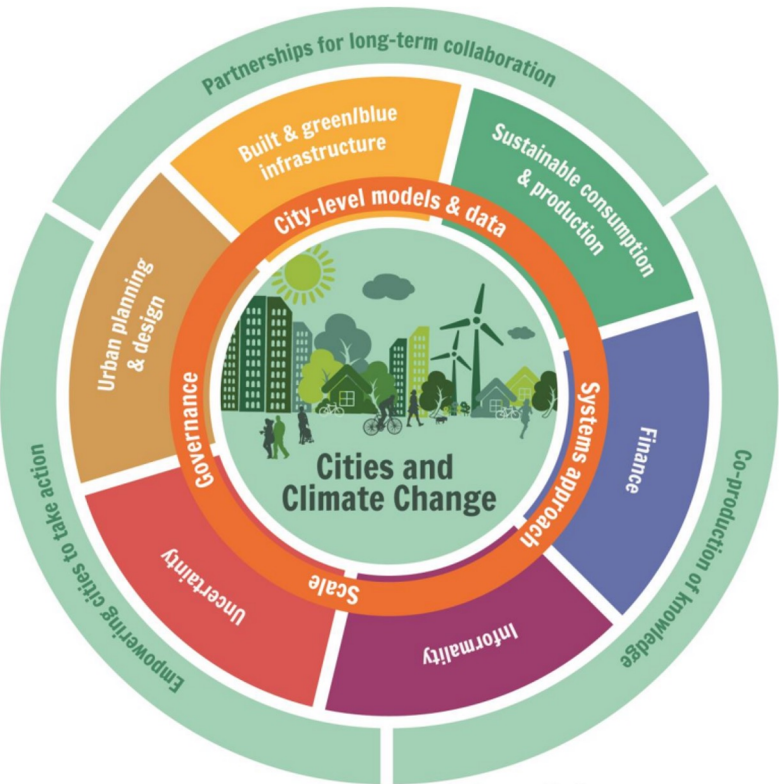 Partnerships for long-term collaboration
Built & green/blue
infrastructure
Sustainable consumption
& production
City-level models & data
Urban planning
& design
Governance
Systems approach
Finance
Cities and
Climate Change
Empowering cities to take action
Co-production of knowledge
Uncertainty
Scale
Informality